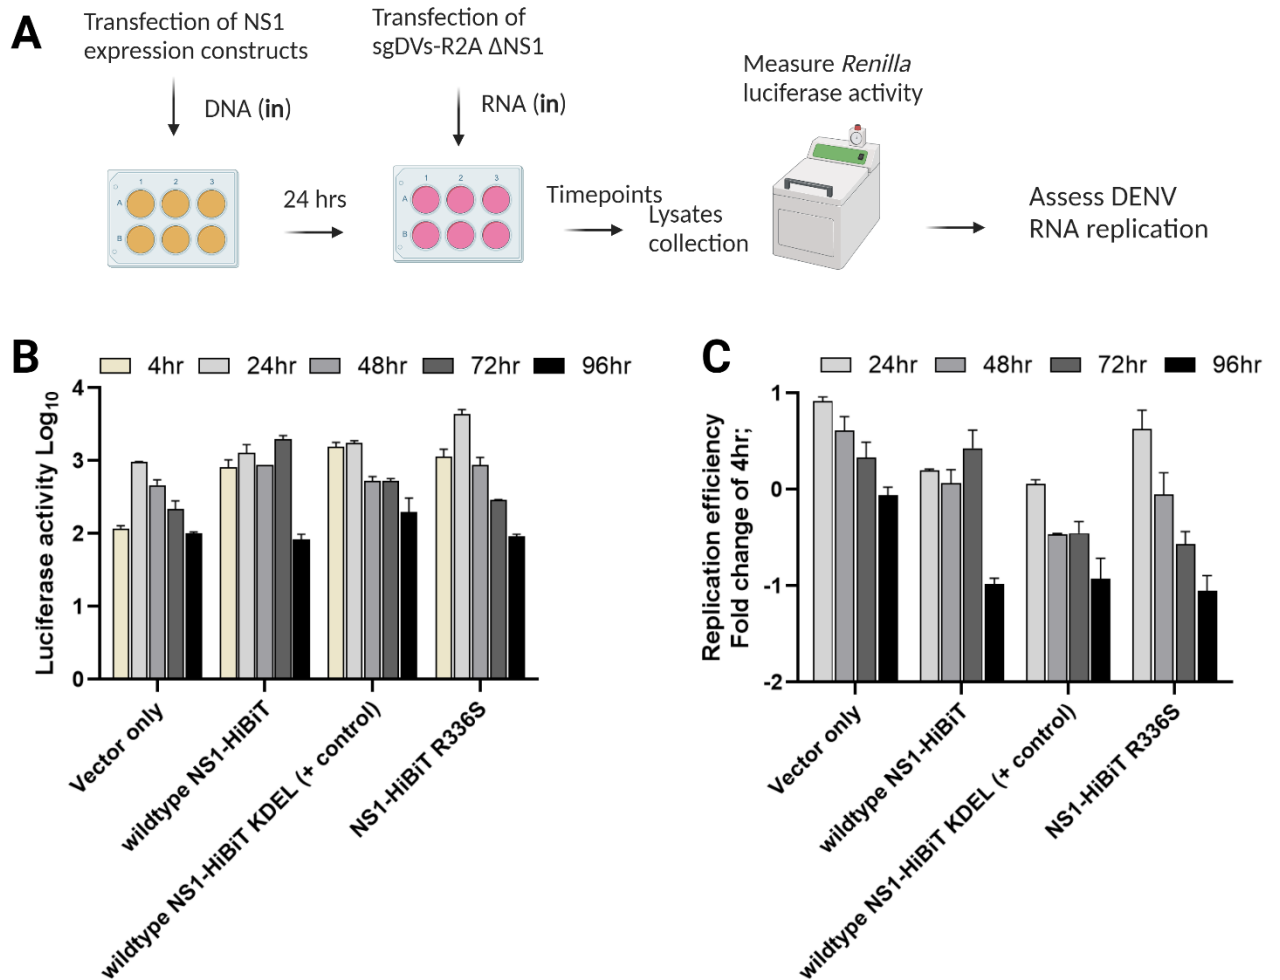 A
Transfection of NS1
expression constructs
Transfection of
sgDVs-R2A ΔNS1
Measure Renilla
luciferase activity
DNA (in)
RNA (in)
1 2 3
A
B
24 hrs
1 2 3
A
B
Timepoints
Lysates
collection
Assess DENV
RNA replication
B
4hr 24hr 48hr 72hr 96hr
Luciferase activity Log10
4
3
2
1
0
Vector only
wildtype NS1-HiBiT
wildtype NS1-HiBiT KDEL (+ control)
NS1-HiBiT R336S
C
24hr 48hr 72hr 96hr
Replication efficiency
Fold change of 4hr;
1
0
-1
-2
Vector only
wildtype NS1-HiBiT
wildtype NS1-HiBiT KDEL (+ control)
NS1-HiBiT R336S